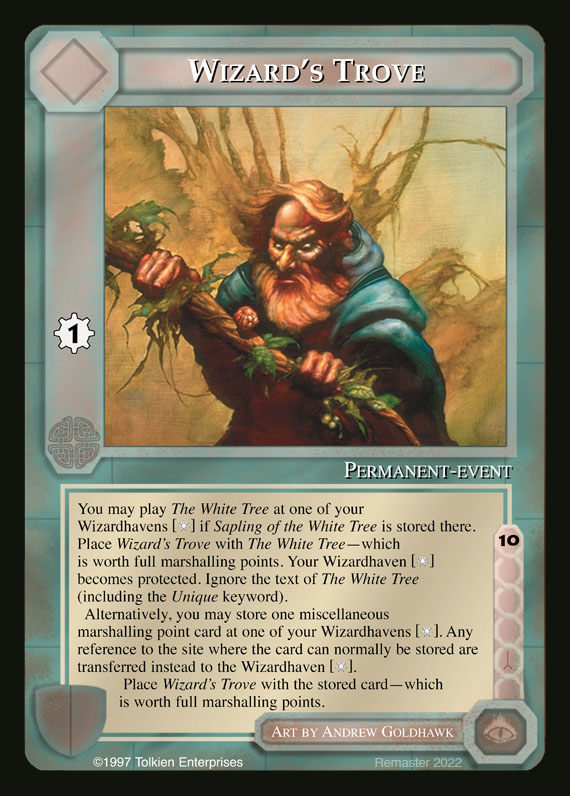 Wizard's Trove
1
Permanent-event
You may play The White Tree at one of your
Wizardhavens [☼] if Sapling of the White Tree is stored there.
Place Wizard's Trove with The White Tree—which
is worth full marshalling points. Your Wizardhaven [☼]
becomes protected. Ignore the text of The White Tree
(including the Unique keyword).
Alternatively, you may store one miscellaneous
marshalling point card at one of your Wizardhavens [☼]. Any
reference to the site where the card can normally be stored are
transferred instead to the Wizardhaven [☼].
Place Wizard's Trove with the stored card—which
is worth full marshalling points.
10
Art by Andrew Goldhawk
©1997 Tolkien Enterprises
Remaster 2022